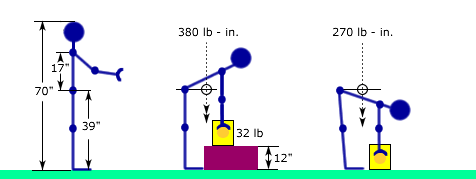 380 lb - in.
270 lb - in.
17"
70"
39"
32 lb
12"